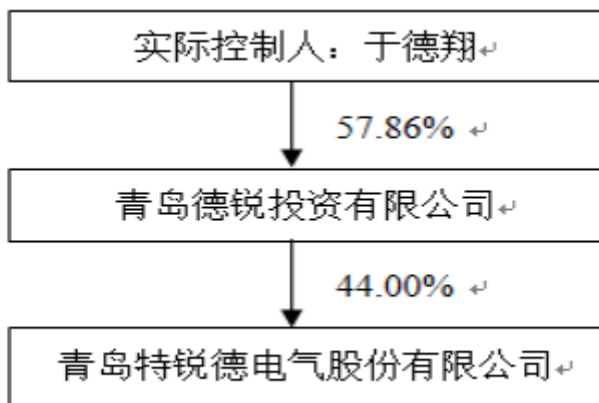 实际控制人：于德翔↵
57.86% ↵
青岛德锐投资有限公司↵
44.00% ↵
青岛特锐德电气股份有限公司↵